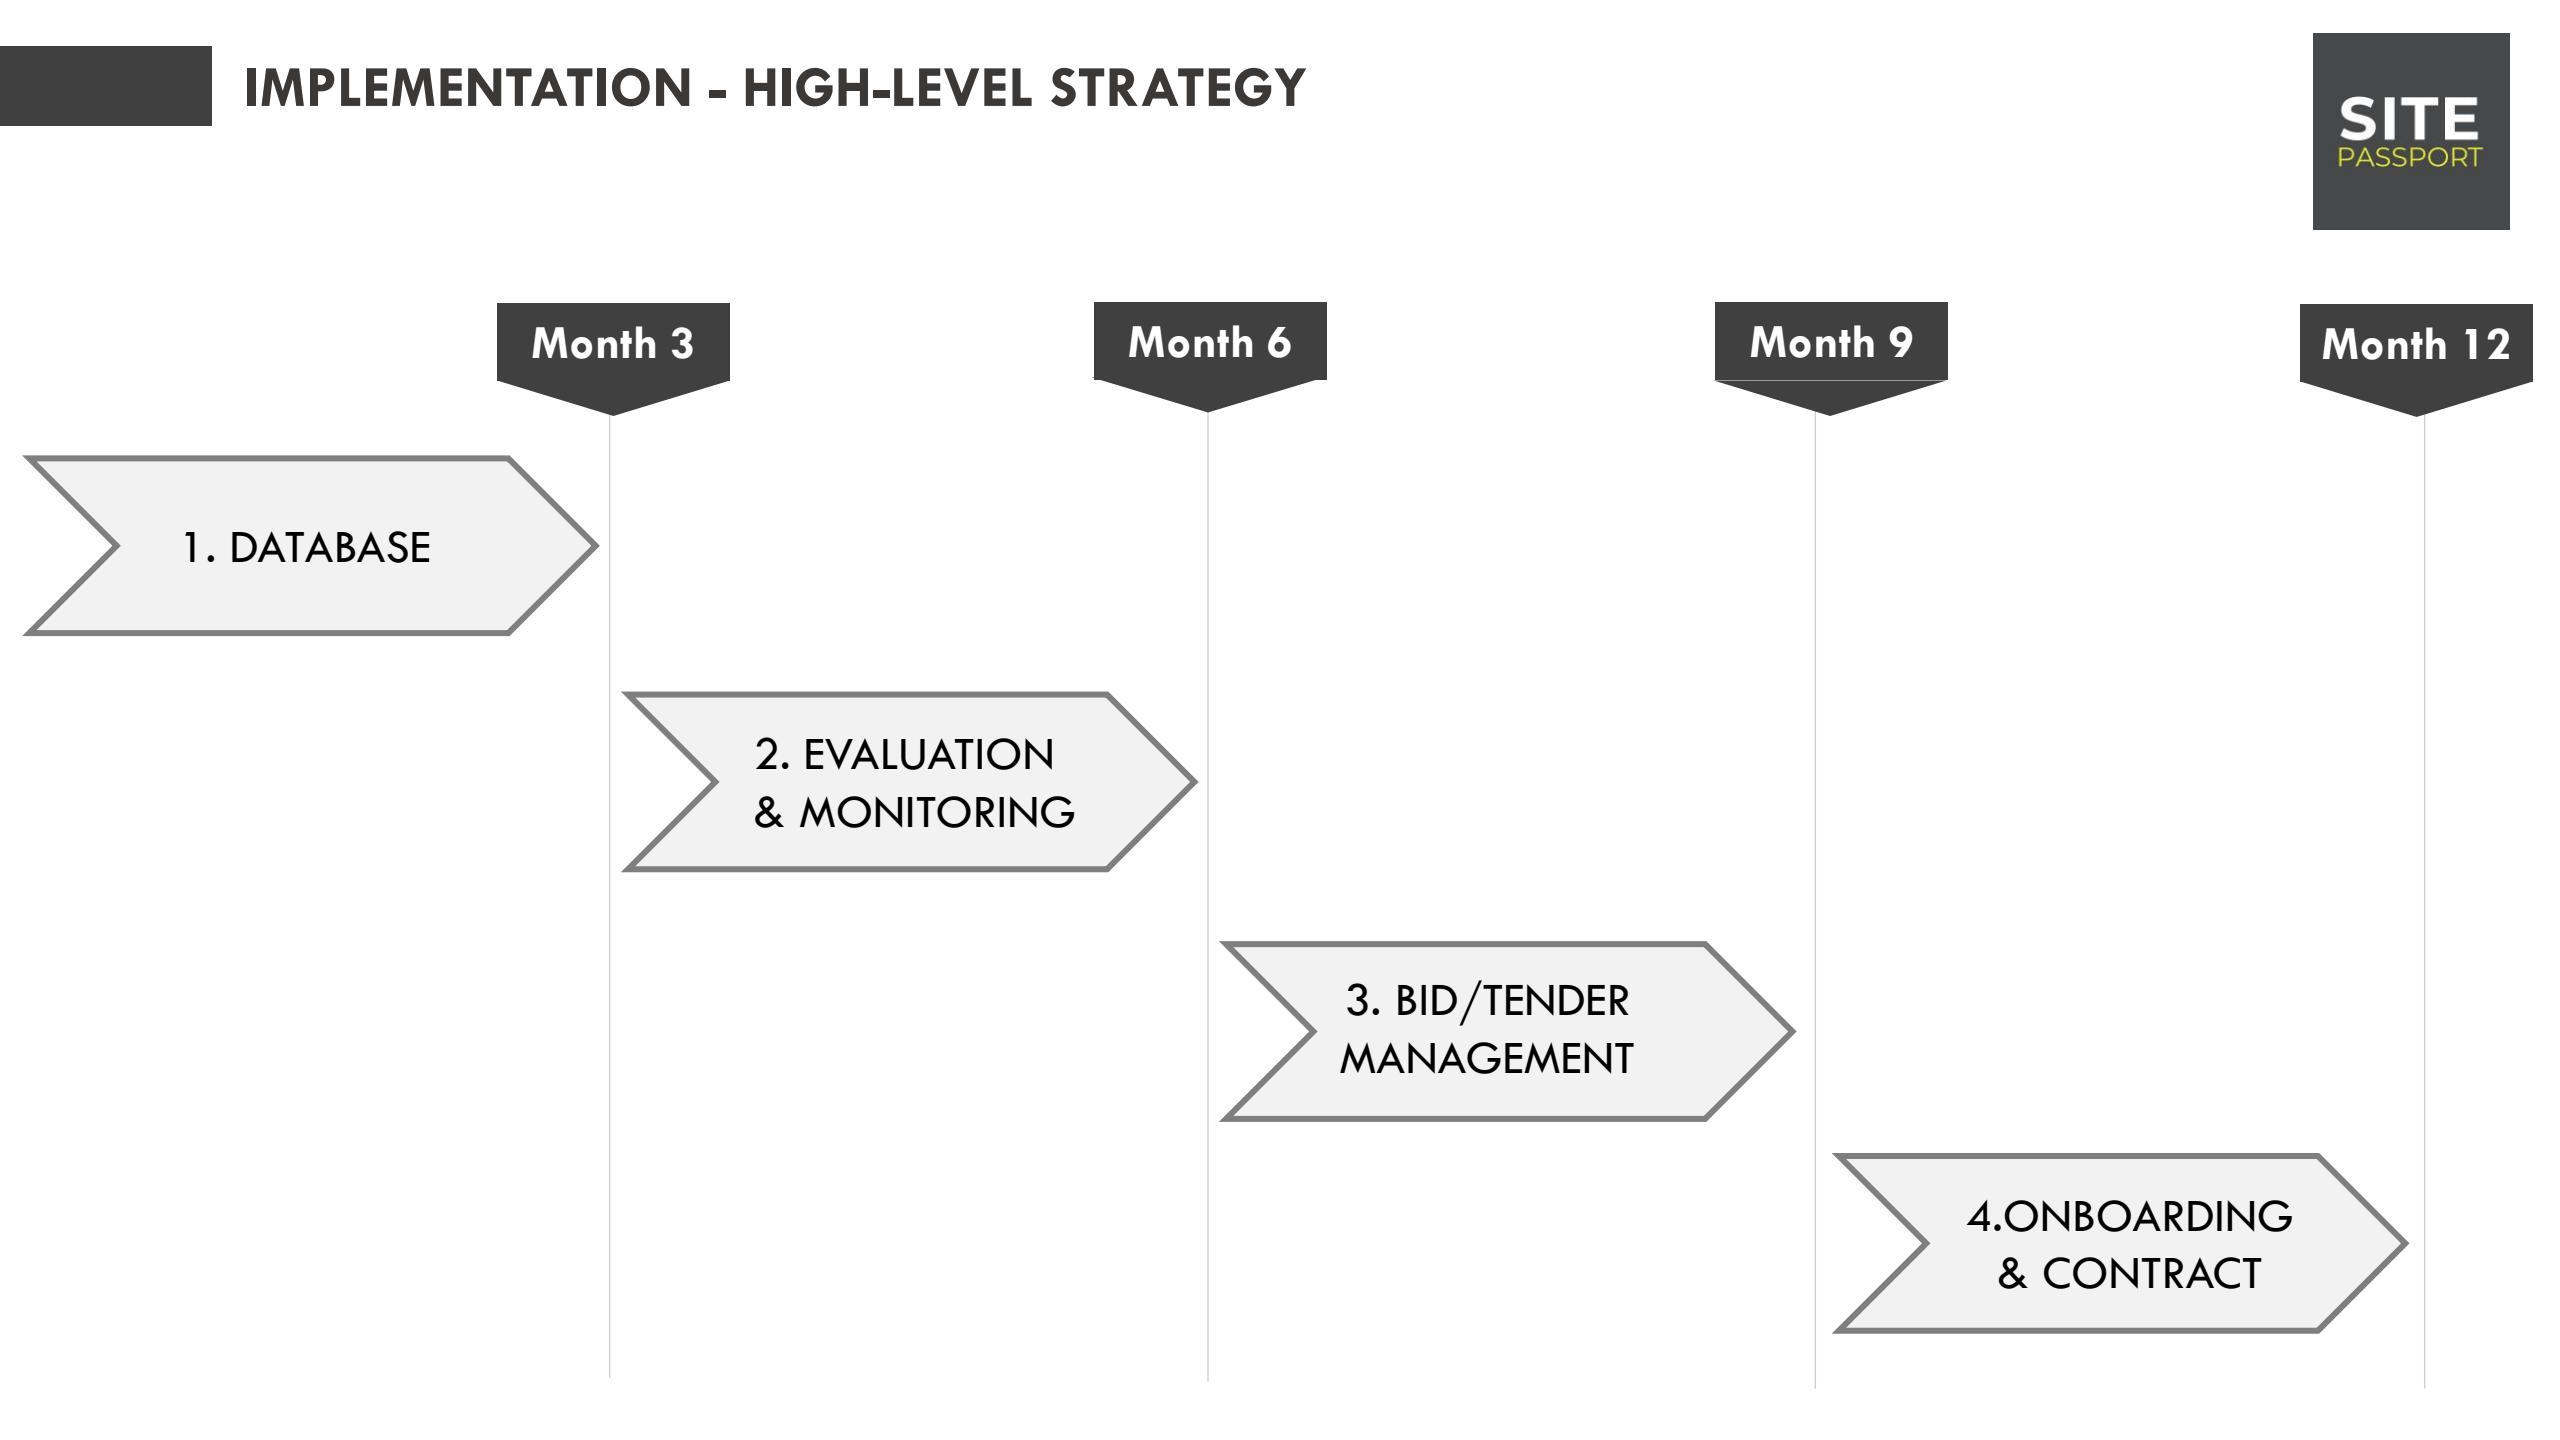 IMPLEMENTATION - HIGH-LEVEL STRATEGY
SITE
PASSPORT
Month 3
Month 6
Month 9
Month 12
1. DATABASE
2. EVALUATION
& MONITORING
3. BID/TENDER
MANAGEMENT
4.ONBOARDING
& CONTRACT